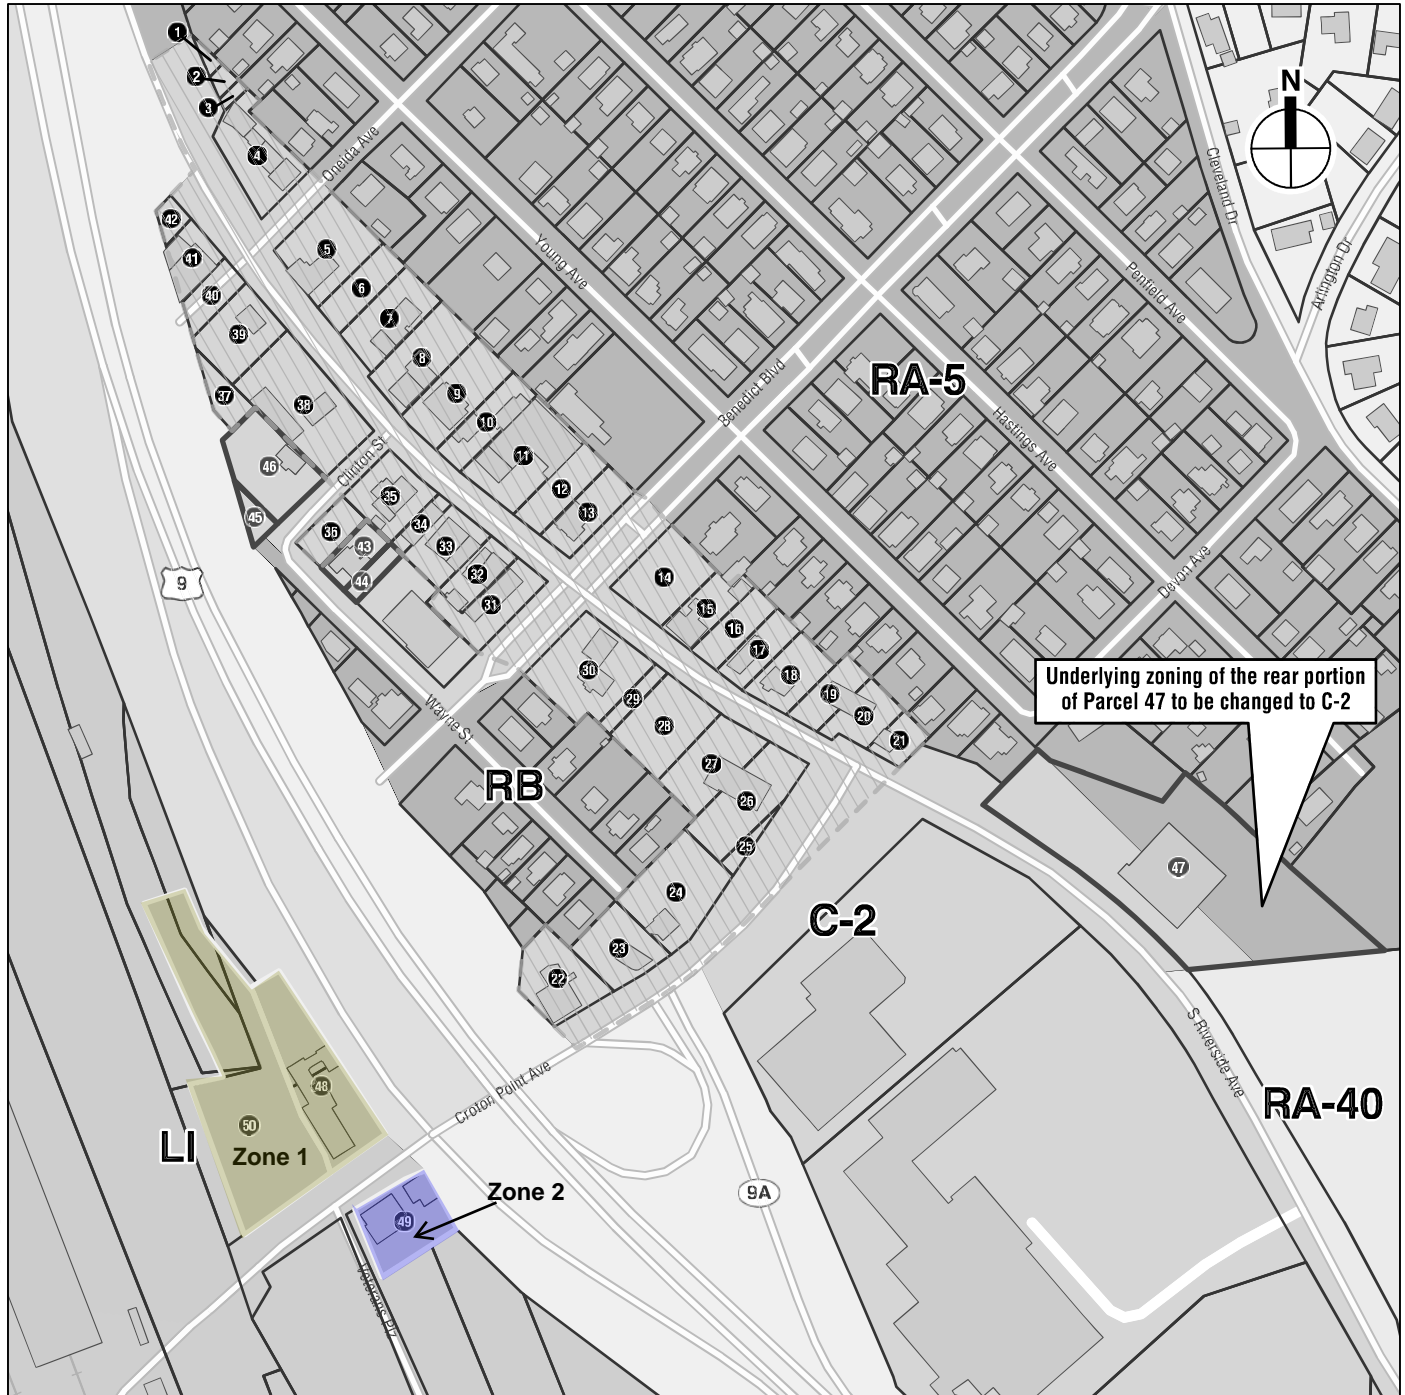 1
2
3
4
N
Oneida Ave
Cleveland Dr
Arlington Dr
42
41
40
39
37
38
5
6
7
8
9
10
11
12
13
Young Ave
Penfield Ave
Benedict Blvd
RA-5
Hastings Ave
Devon Ave
Clinton St
46
45
35
36
34
43
33
44
32
31
9
14
15
16
17
18
19
20
21
30
29
28
27
26
25
24
23
22
Underlying zoning of the rear portion
of Parcel 47 to be changed to C-2
47
Wayne St
RB
C-2
S Riverside Ave
RA-40
Croton Point Ave
48
50
LI
Zone 1
Zone 2
49
9A
Veterans Plz